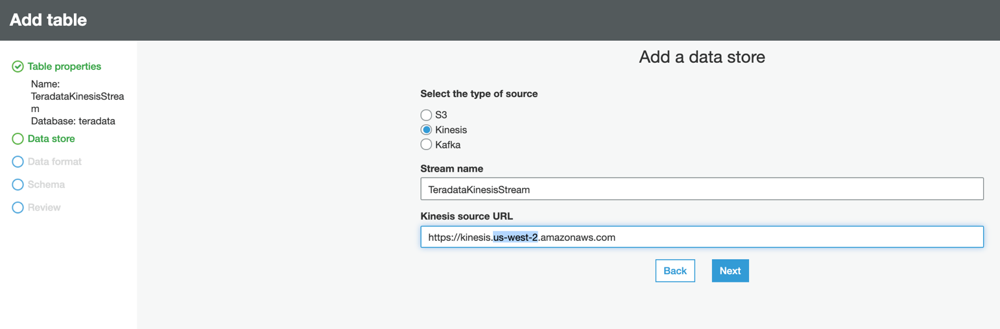 Add table
Table properties
Name:
TeradataKinesisStrea
m
Database: teradata
Data store
Data format
Schema
Review
Add a data store
Select the type of source
S3
Kinesis
Kafka
Stream name
TeradataKinesisStream
Kinesis source URL
https://kinesis.us-west-2.amazonaws.com
Back Next